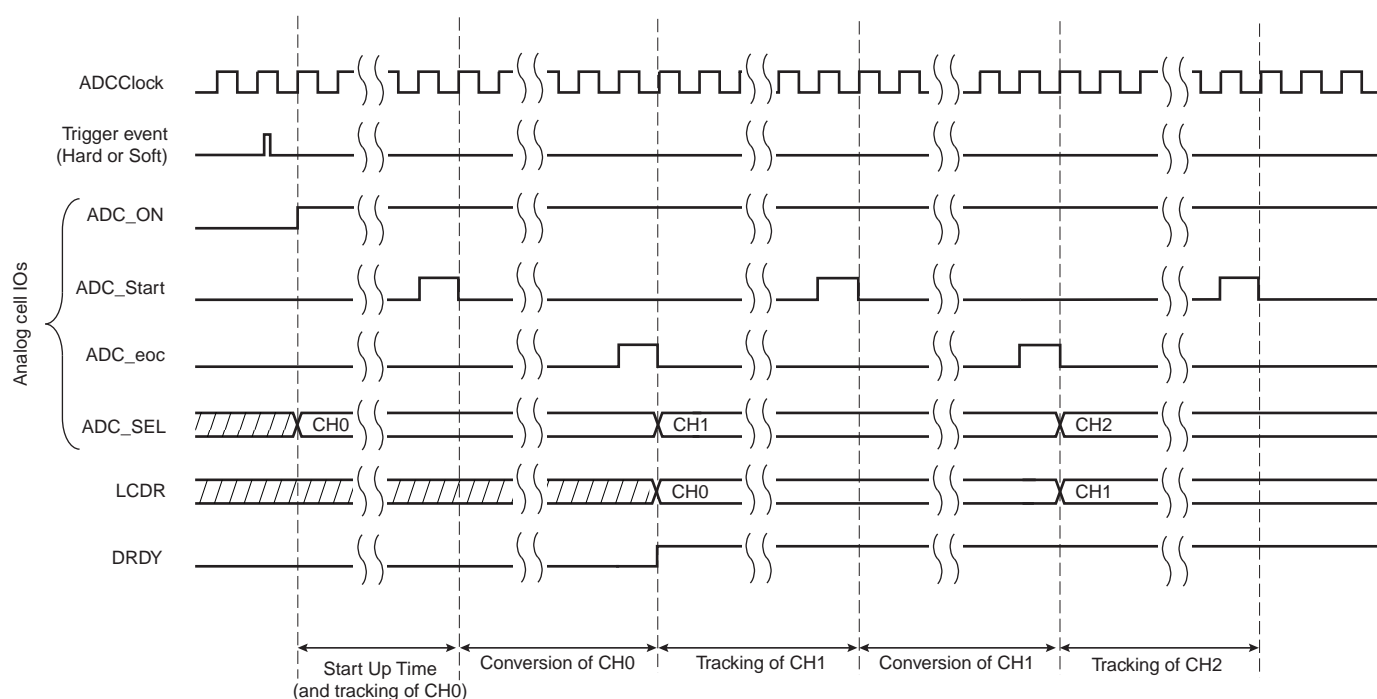 ADCClock
Trigger event
(Hard or Soft)
Analog cell IOs
ADC_ON
ADC_Start
ADC_eoc
ADC_SEL
CH0
CH1
CH2
LCDR
CH0
CH1
DRDY
Start Up Time
(and tracking of CH0)
Conversion of CH0
Tracking of CH1
Conversion of CH1
Tracking of CH2